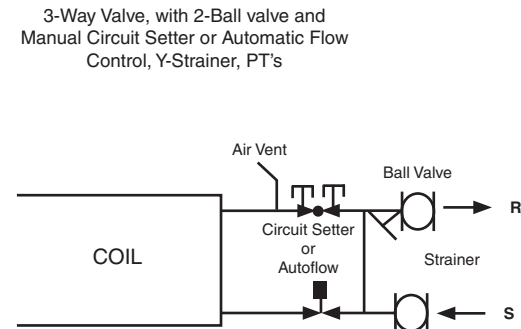 3-Way Valve, with 2-Ball valve and
Manual Circuit Setter or Automatic Flow
Control, Y-Strainer, PT's
Air Vent
Ball Valve
R
Circuit Setter
or
Autoflow
COIL
Strainer
S